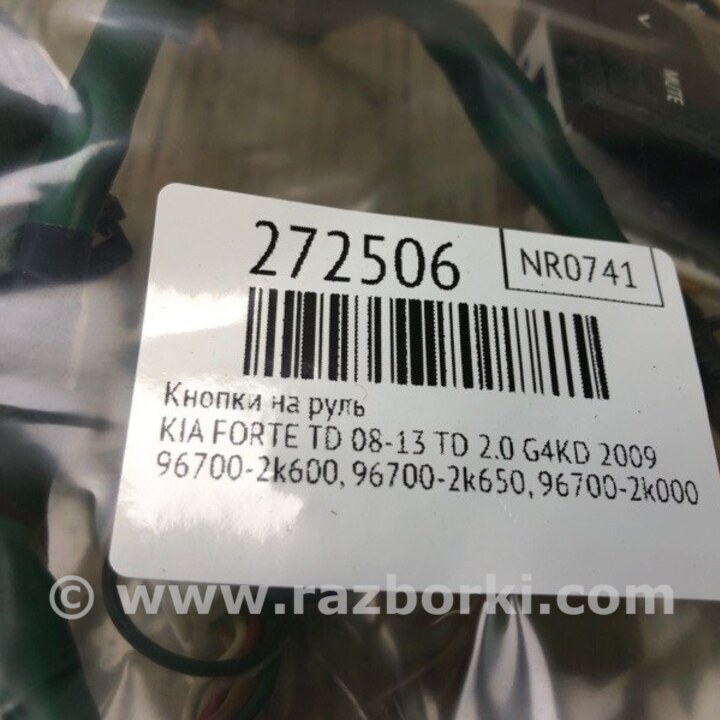 V
MUTE
272506
NR0741
Кнопки на руль
KIA FORTE TD 08-13 TD 2.0 G4KD 2009
96700-2k600, 96700-2k650, 96700-2k000
© www.razborki.com